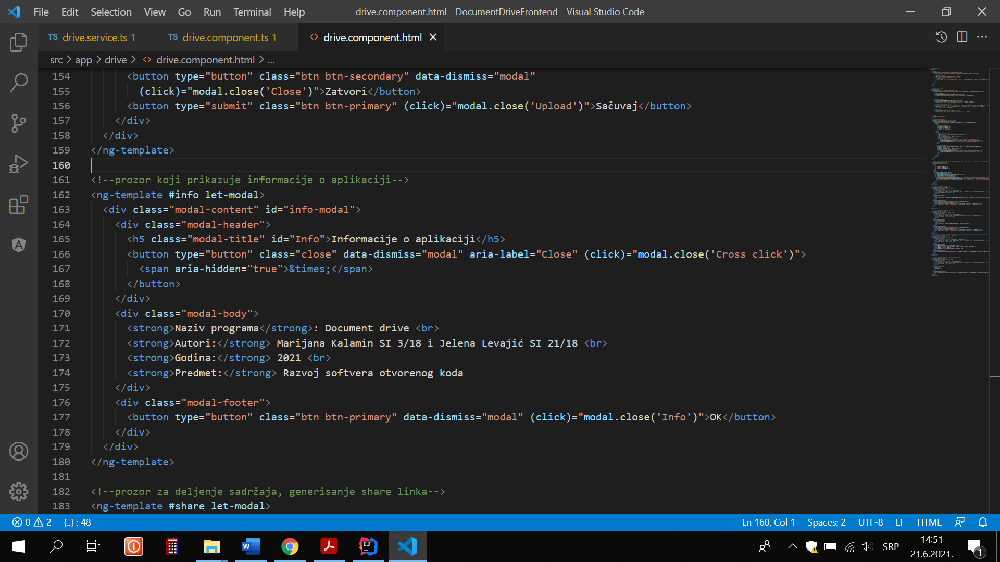 File Edit Selection View Go Run Terminal Help drive.component.html - DocumentDriveFrontend - Visual Studio Code
TS drive.service.ts 1 TS drive.component.ts 1 <> drive.component.html
src > app > drive > <> drive.component.html > ...
154 <button type="button" class="btn btn-secondary" data-dismiss="modal"
155 (click)="modal.close('Close')">Zatvori</button>
156 <button type="submit" class="btn btn-primary" (click)="modal.close('Upload')">Sačuvaj</button>
157 </div>
158 </div>
159 </ng-template>
160
161 <!--prozor koji prikazuje informacije o aplikaciji-->
162 <ng-template #info let-modal>
163 <div class="modal-content" id="info-modal">
164 <div class="modal-header">
165 <h5 class="modal-title" id="Info">Informacije o aplikaciji</h5>
166 <button type="button" class="close" data-dismiss="modal" aria-label="Close" (click)="modal.close('Cross click')">
167 <span aria-hidden="true">&times;</span>
168 </button>
169 </div>
170 <div class="modal-body">
171 <strong>Naziv programa</strong>: Document drive <br>
172 <strong>Autori:</strong> Marijana Kalamin SI 3/18 i Jelena Levajić SI 21/18 <br>
173 <strong>Godina:</strong> 2021 <br>
174 <strong>Predmet:</strong> Razvoj softvera otvorenog koda
175 </div>
176 <div class="modal-footer">
177 <button type="button" class="btn btn-primary" data-dismiss="modal" (click)="modal.close('Info')">OK</button>
178 </div>
179 </div>
180 </ng-template>
181
182 <!--prozor za deljenje sadržaja, generisanje share linka-->
183 <ng-template #share let-modal>
0 2 {..} : 48 Ln 160, Col 1 Spaces: 2 UTF-8 LF HTML
SRP 14:51
21.6.2021. 1